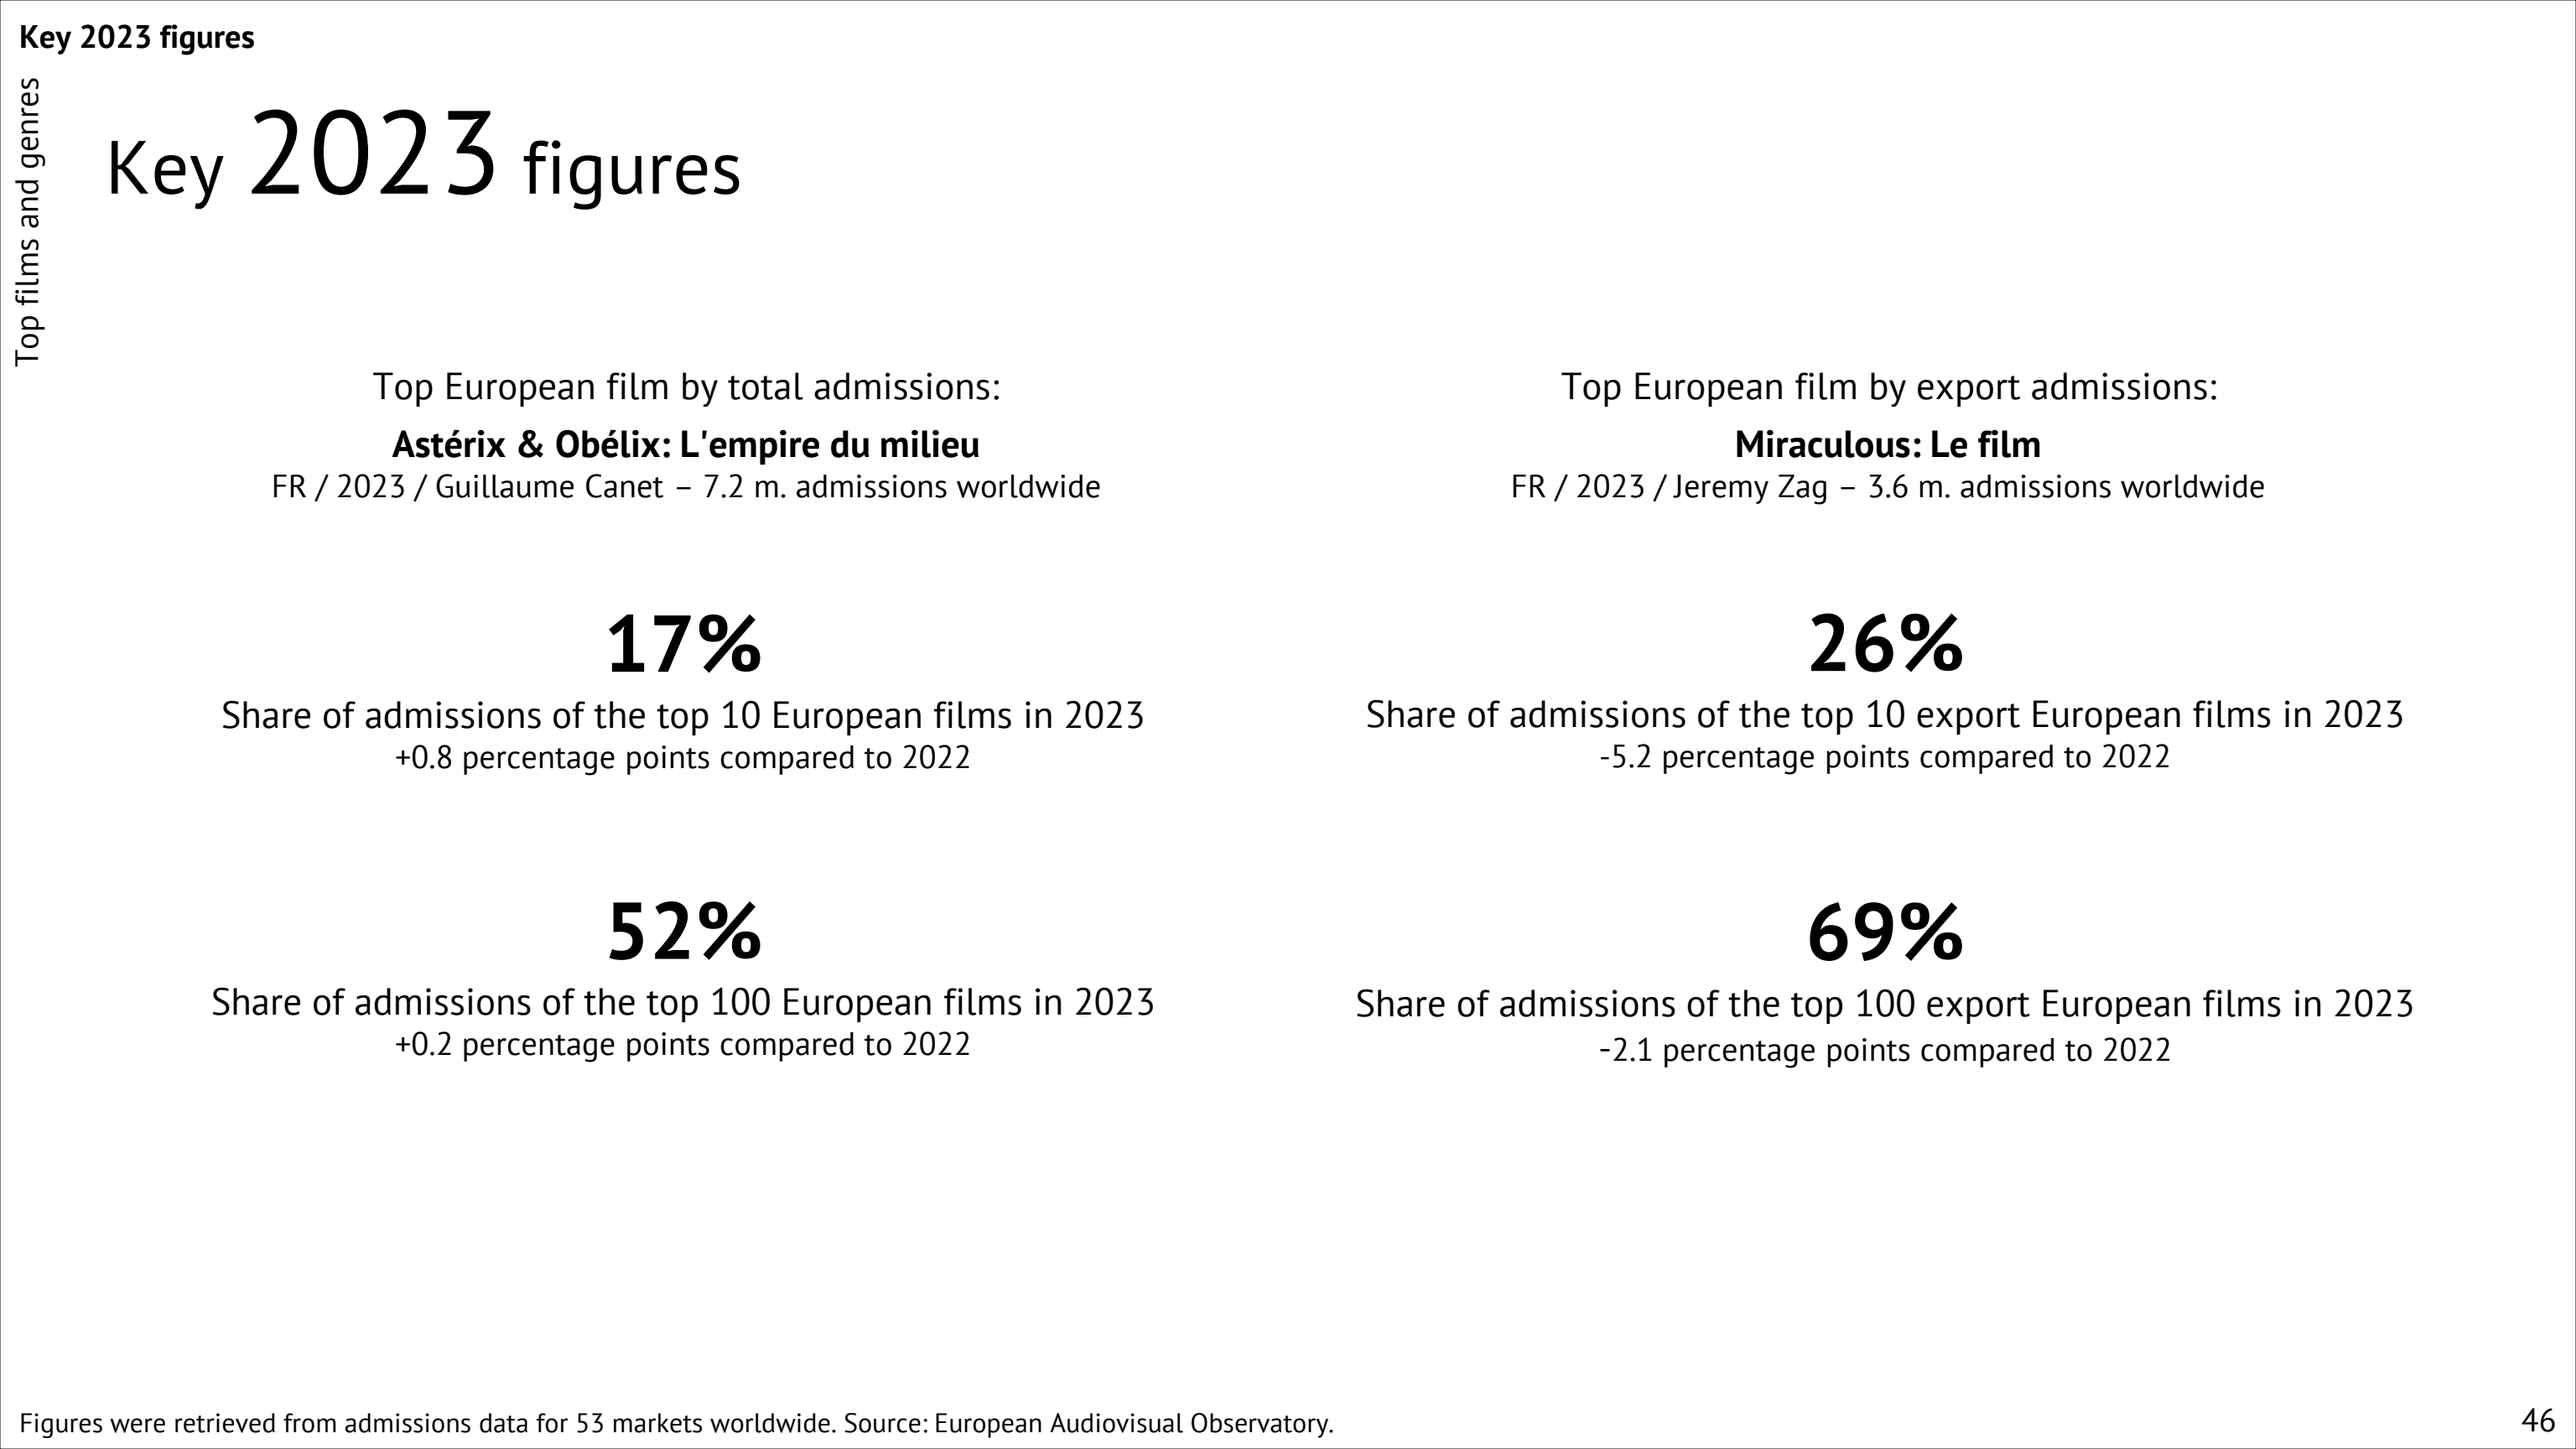 Key 2023 figures
Top films and genres
Key 2023 figures
Top European film by total admissions:
Astérix & Obélix: L'empire du milieu
FR / 2023 / Guillaume Canet – 7.2 m. admissions worldwide
17%
Share of admissions of the top 10 European films in 2023
+0.8 percentage points compared to 2022
52%
Share of admissions of the top 100 European films in 2023
+0.2 percentage points compared to 2022
Top European film by export admissions:
Miraculous: Le film
FR / 2023 / Jeremy Zag – 3.6 m. admissions worldwide
26%
Share of admissions of the top 10 export European films in 2023
-5.2 percentage points compared to 2022
69%
Share of admissions of the top 100 export European films in 2023
-2.1 percentage points compared to 2022
Figures were retrieved from admissions data for 53 markets worldwide. Source: European Audiovisual Observatory.
46